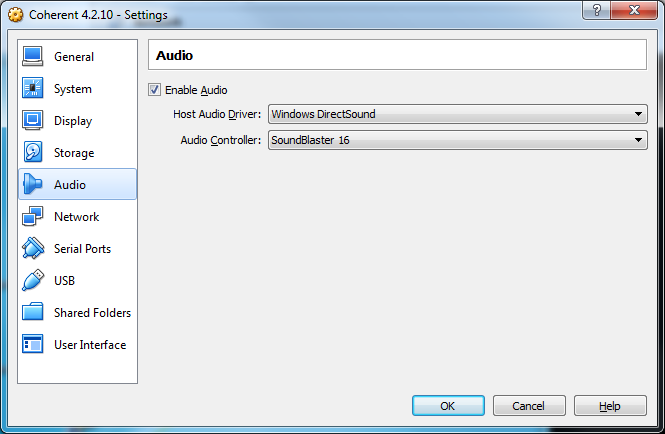 Coherent 4.2.10 - Settings
General
System
Display
Storage
Audio
Network
Serial Ports
USB
Shared Folders
User Interface
Audio
Enable Audio
Host Audio Driver: Windows DirectSound
Audio Controller: SoundBlaster 16
OK Cancel Help